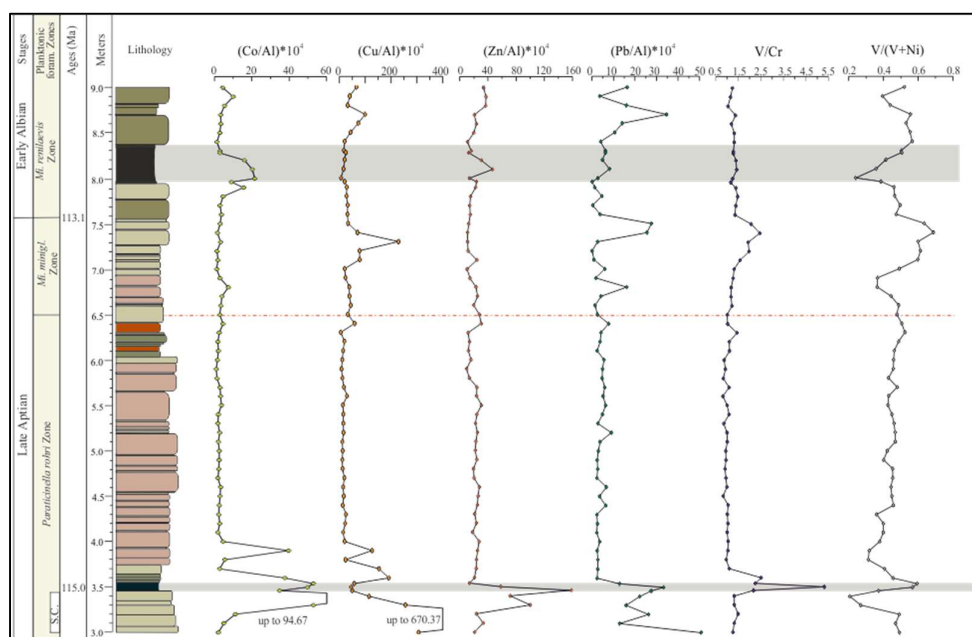 Stages
Planktonic foram. Zones
Ages (Ma)
Meters
Lithology
(Co/Al)*10⁴
(Cu/Al)*10⁴
(Zn/Al)*10⁴
(Pb/Al)*10⁴
V/Cr
V/(V+Ni)
0 20 40 60
0 100 200 300 400
0 40 80 120 160
0 10 20 30 40 50
0.5 1.5 2.5 3.5 4.5 5.5
0.2 0.4 0.6 0.8
Early Albian
Late Aptian
Mi. renilaevis Zone
Mi. minigl. Zone
Paraticinella rohri Zone
S.C.
113.1
115.0
9.0
8.5
8.0
7.5
7.0
6.5
6.0
5.5
5.0
4.5
4.0
3.5
3.0
up to 94.67
up to 670.37